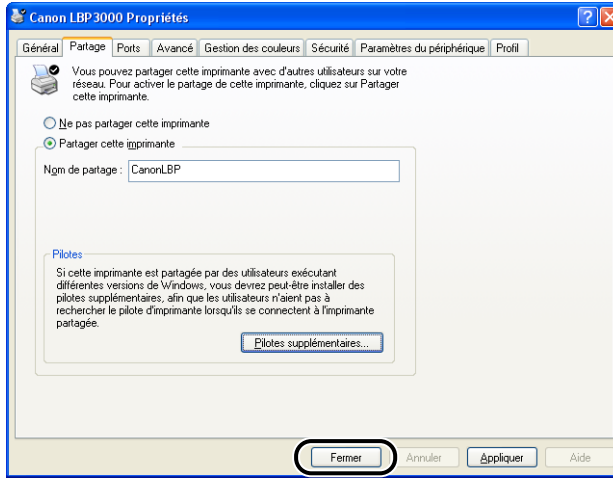 Canon LBP3000 Propriétés
Général Partage Ports Avancé Gestion des couleurs Sécurité Paramètres du périphérique Profil
Vous pouvez partager cette imprimante avec d'autres utilisateurs sur votre
réseau. Pour activer le partage de cette imprimante, cliquez sur Partager
cette imprimante.
Ne pas partager cette imprimante
Partager cette imprimante
Nom de partage : CanonLBP
Pilotes
Si cette imprimante est partagée par des utilisateurs exécutant
différentes versions de Windows, vous devrez peut-être installer des
pilotes supplémentaires, afin que les utilisateurs n'aient pas à
rechercher le pilote d'imprimante lorsqu'ils se connectent à l'imprimante
partagée.
Pilotes supplémentaires...
Fermer Annuler Appliquer Aide